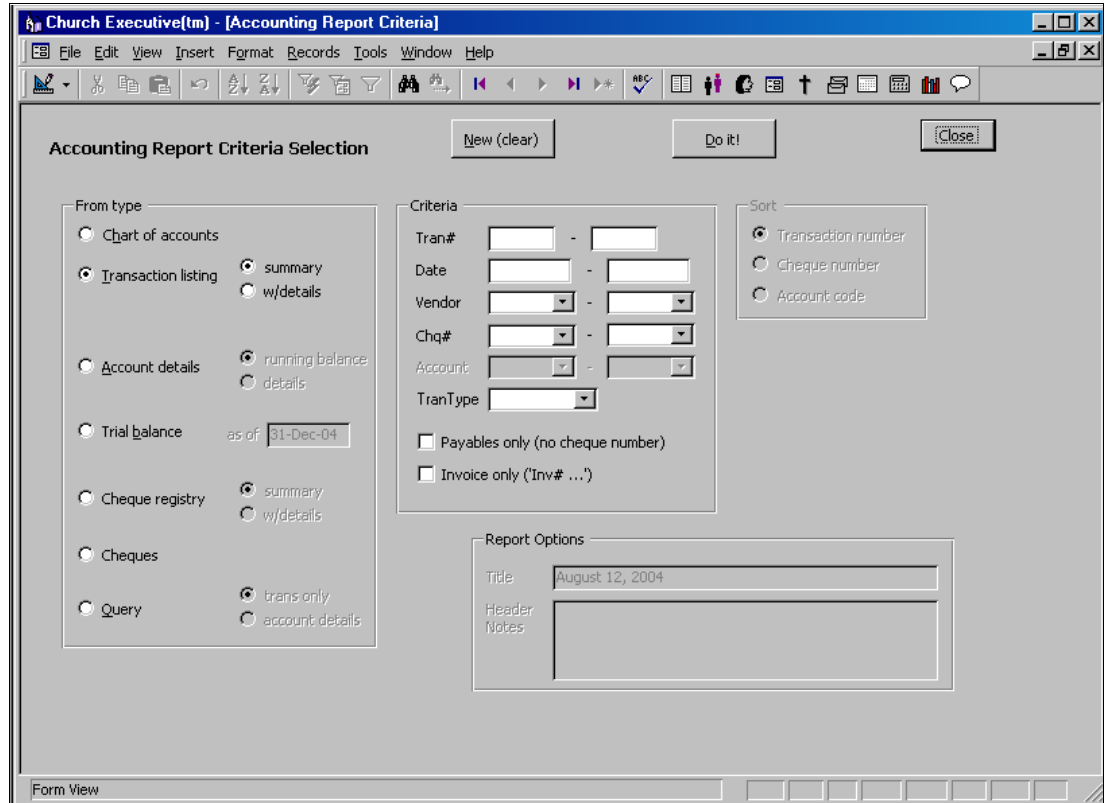 Church Executive(tm) - [Accounting Report Criteria]
File Edit View Insert Format Records Tools Window Help
ABC
Accounting Report Criteria Selection
New (clear)
Do it!
Close
From type
Chart of accounts
Transaction listing
summary
w/details
Account details
running balance
details
Trial balance
as of 31-Dec-04
Cheque registry
summary
w/details
Cheques
Query
trans only
account details
Criteria
Tran# -
Date -
Vendor -
Chq# -
Account -
TranType
Payables only (no cheque number)
Invoice only ('Inv# ...')
Sort
Transaction number
Cheque number
Account code
Report Options
Title August 12, 2004
Header
Notes
Form View